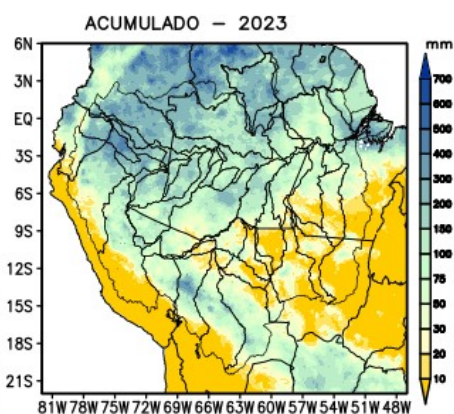 ACUMULADO – 2023
mm
6N
3N
EQ
3S
6S
9S
12S
15S
18S
21S
81W 78W 75W 72W 69W 66W 63W 60W 57W 54W 51W 48W
700
600
500
400
300
200
150
100
75
50
30
20
10